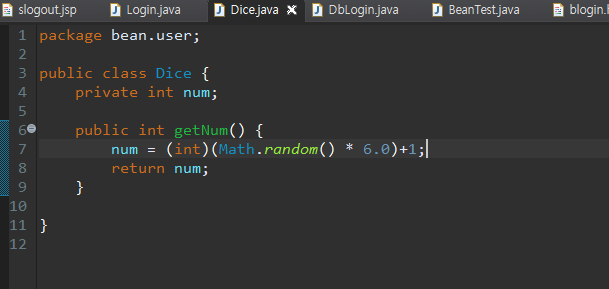 slogout.jsp Login.java Dice.java DbLogin.java BeanTest.java blogin.
1 package bean.user;
2
3 public class Dice {
4 private int num;
5
6 public int getNum() {
7 num = (int)(Math.random() * 6.0)+1;
8 return num;
9 }
10
11 }
12